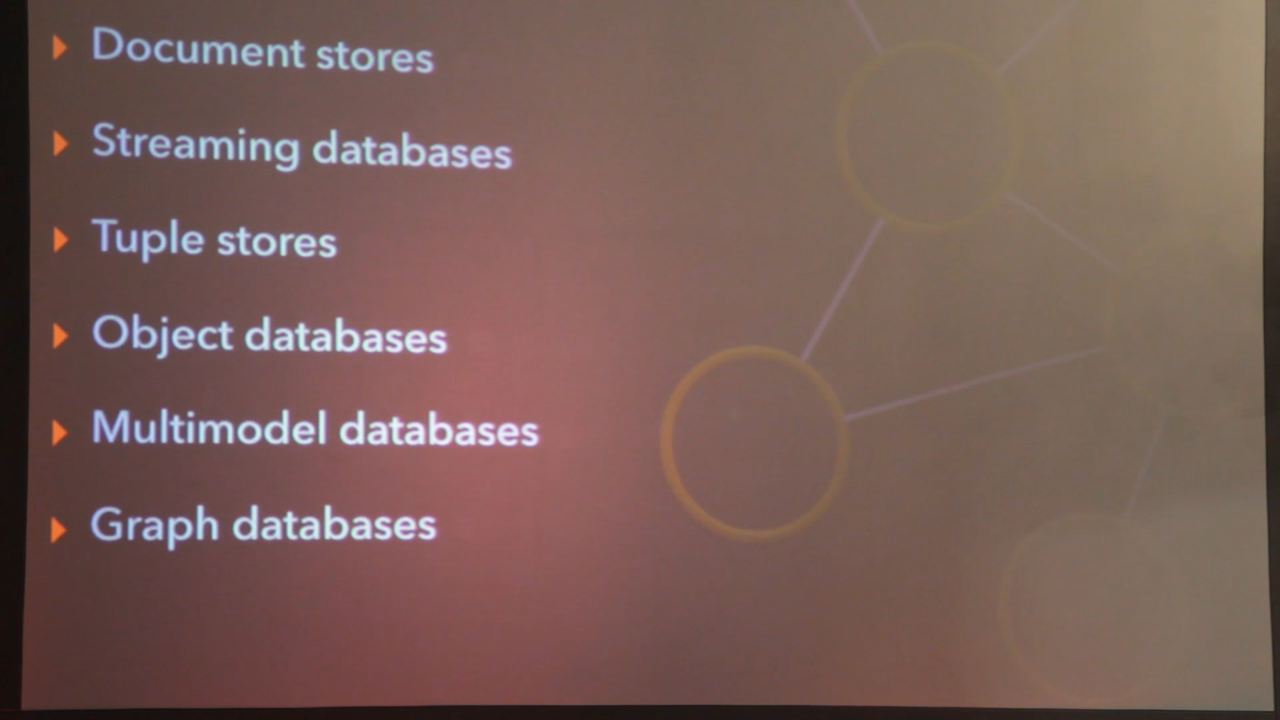 Document stores
Streaming databases
Tuple stores
Object databases
Multimodel databases
Graph databases